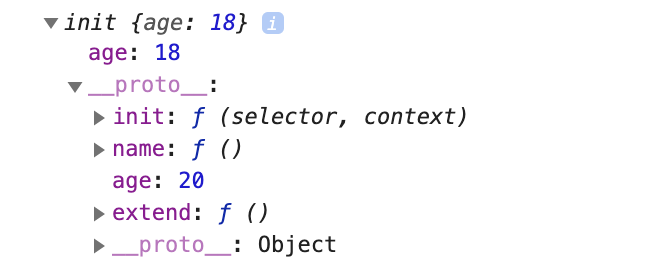 init {age: 18} i
age: 18
__proto__:
init: ƒ (selector, context)
name: ƒ ()
age: 20
extend: ƒ ()
__proto__: Object